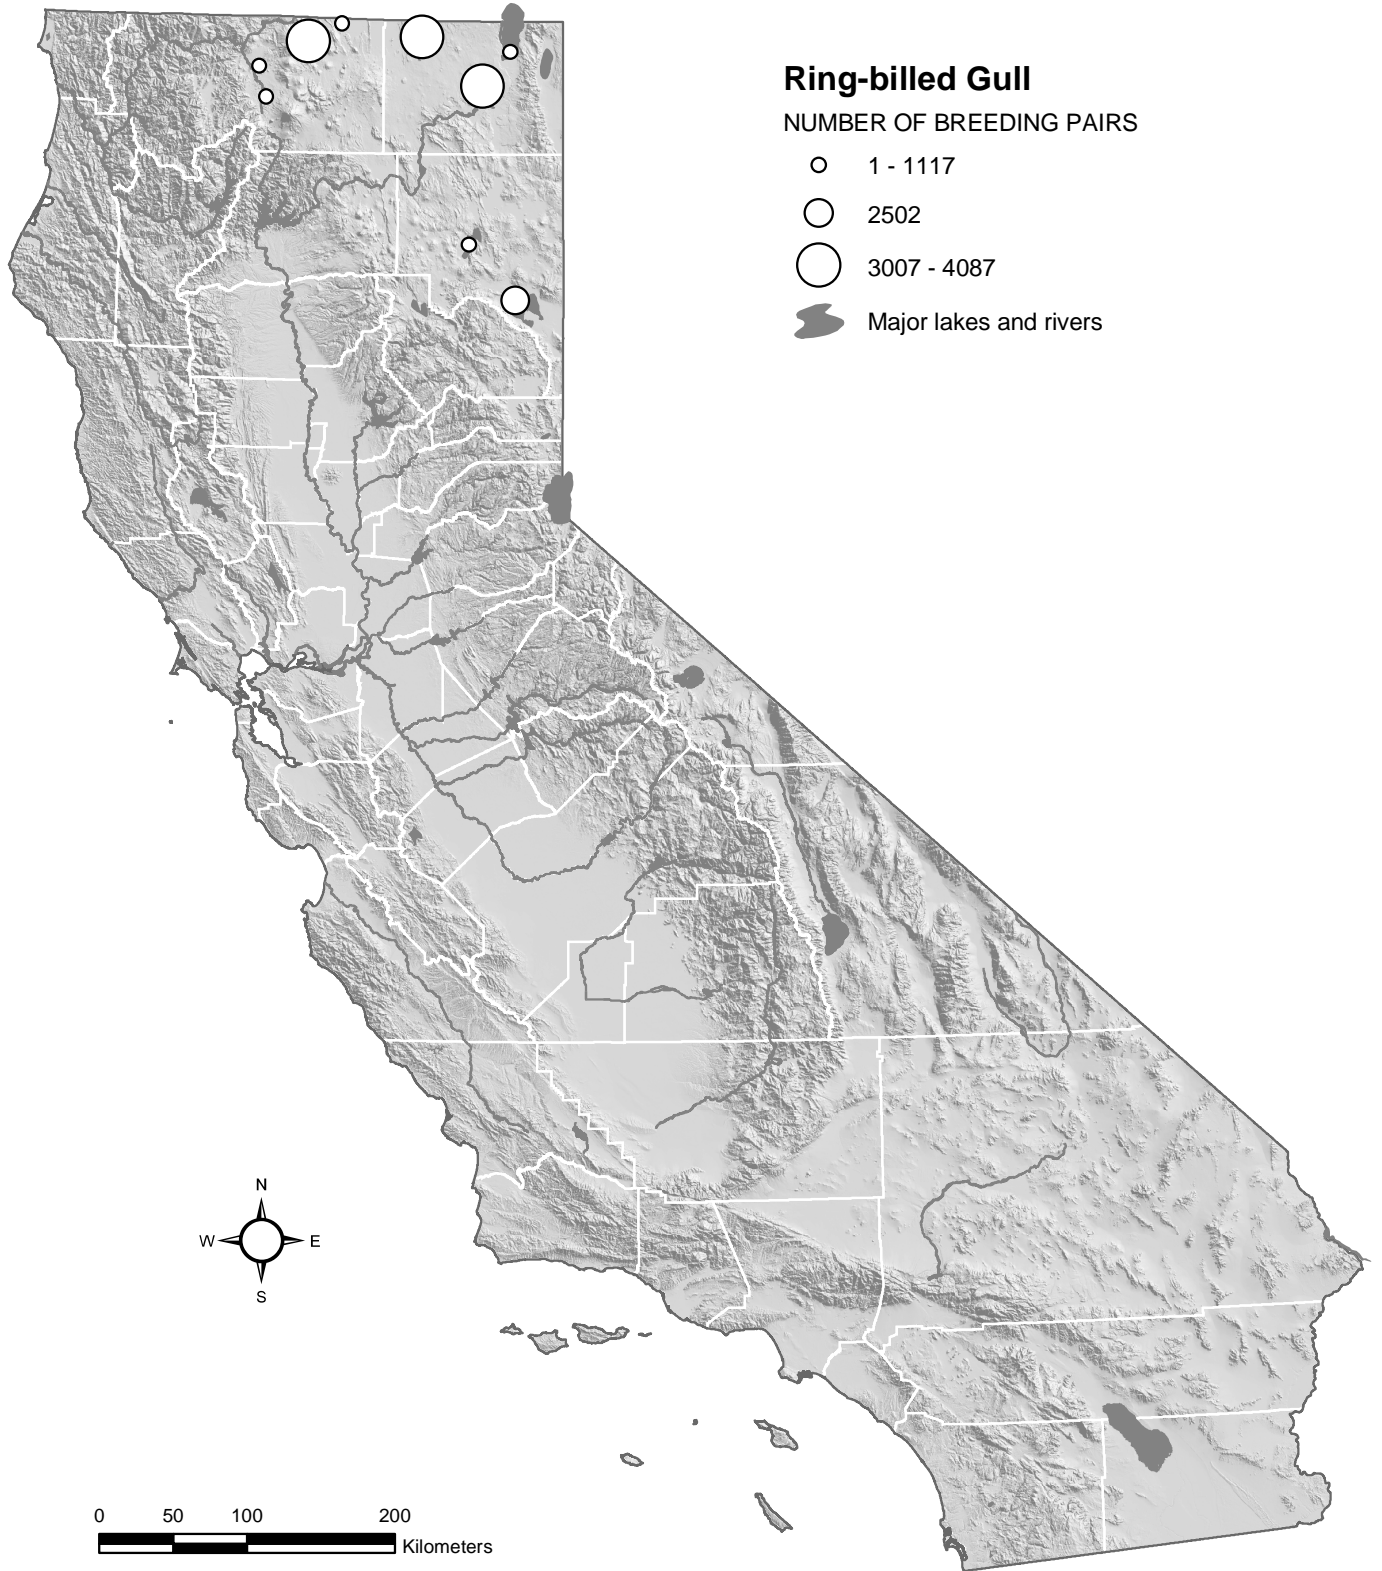 Ring-billed Gull
NUMBER OF BREEDING PAIRS
1 - 1117
2502
3007 - 4087
Major lakes and rivers
N
W E
S
0 50 100 200
Kilometers